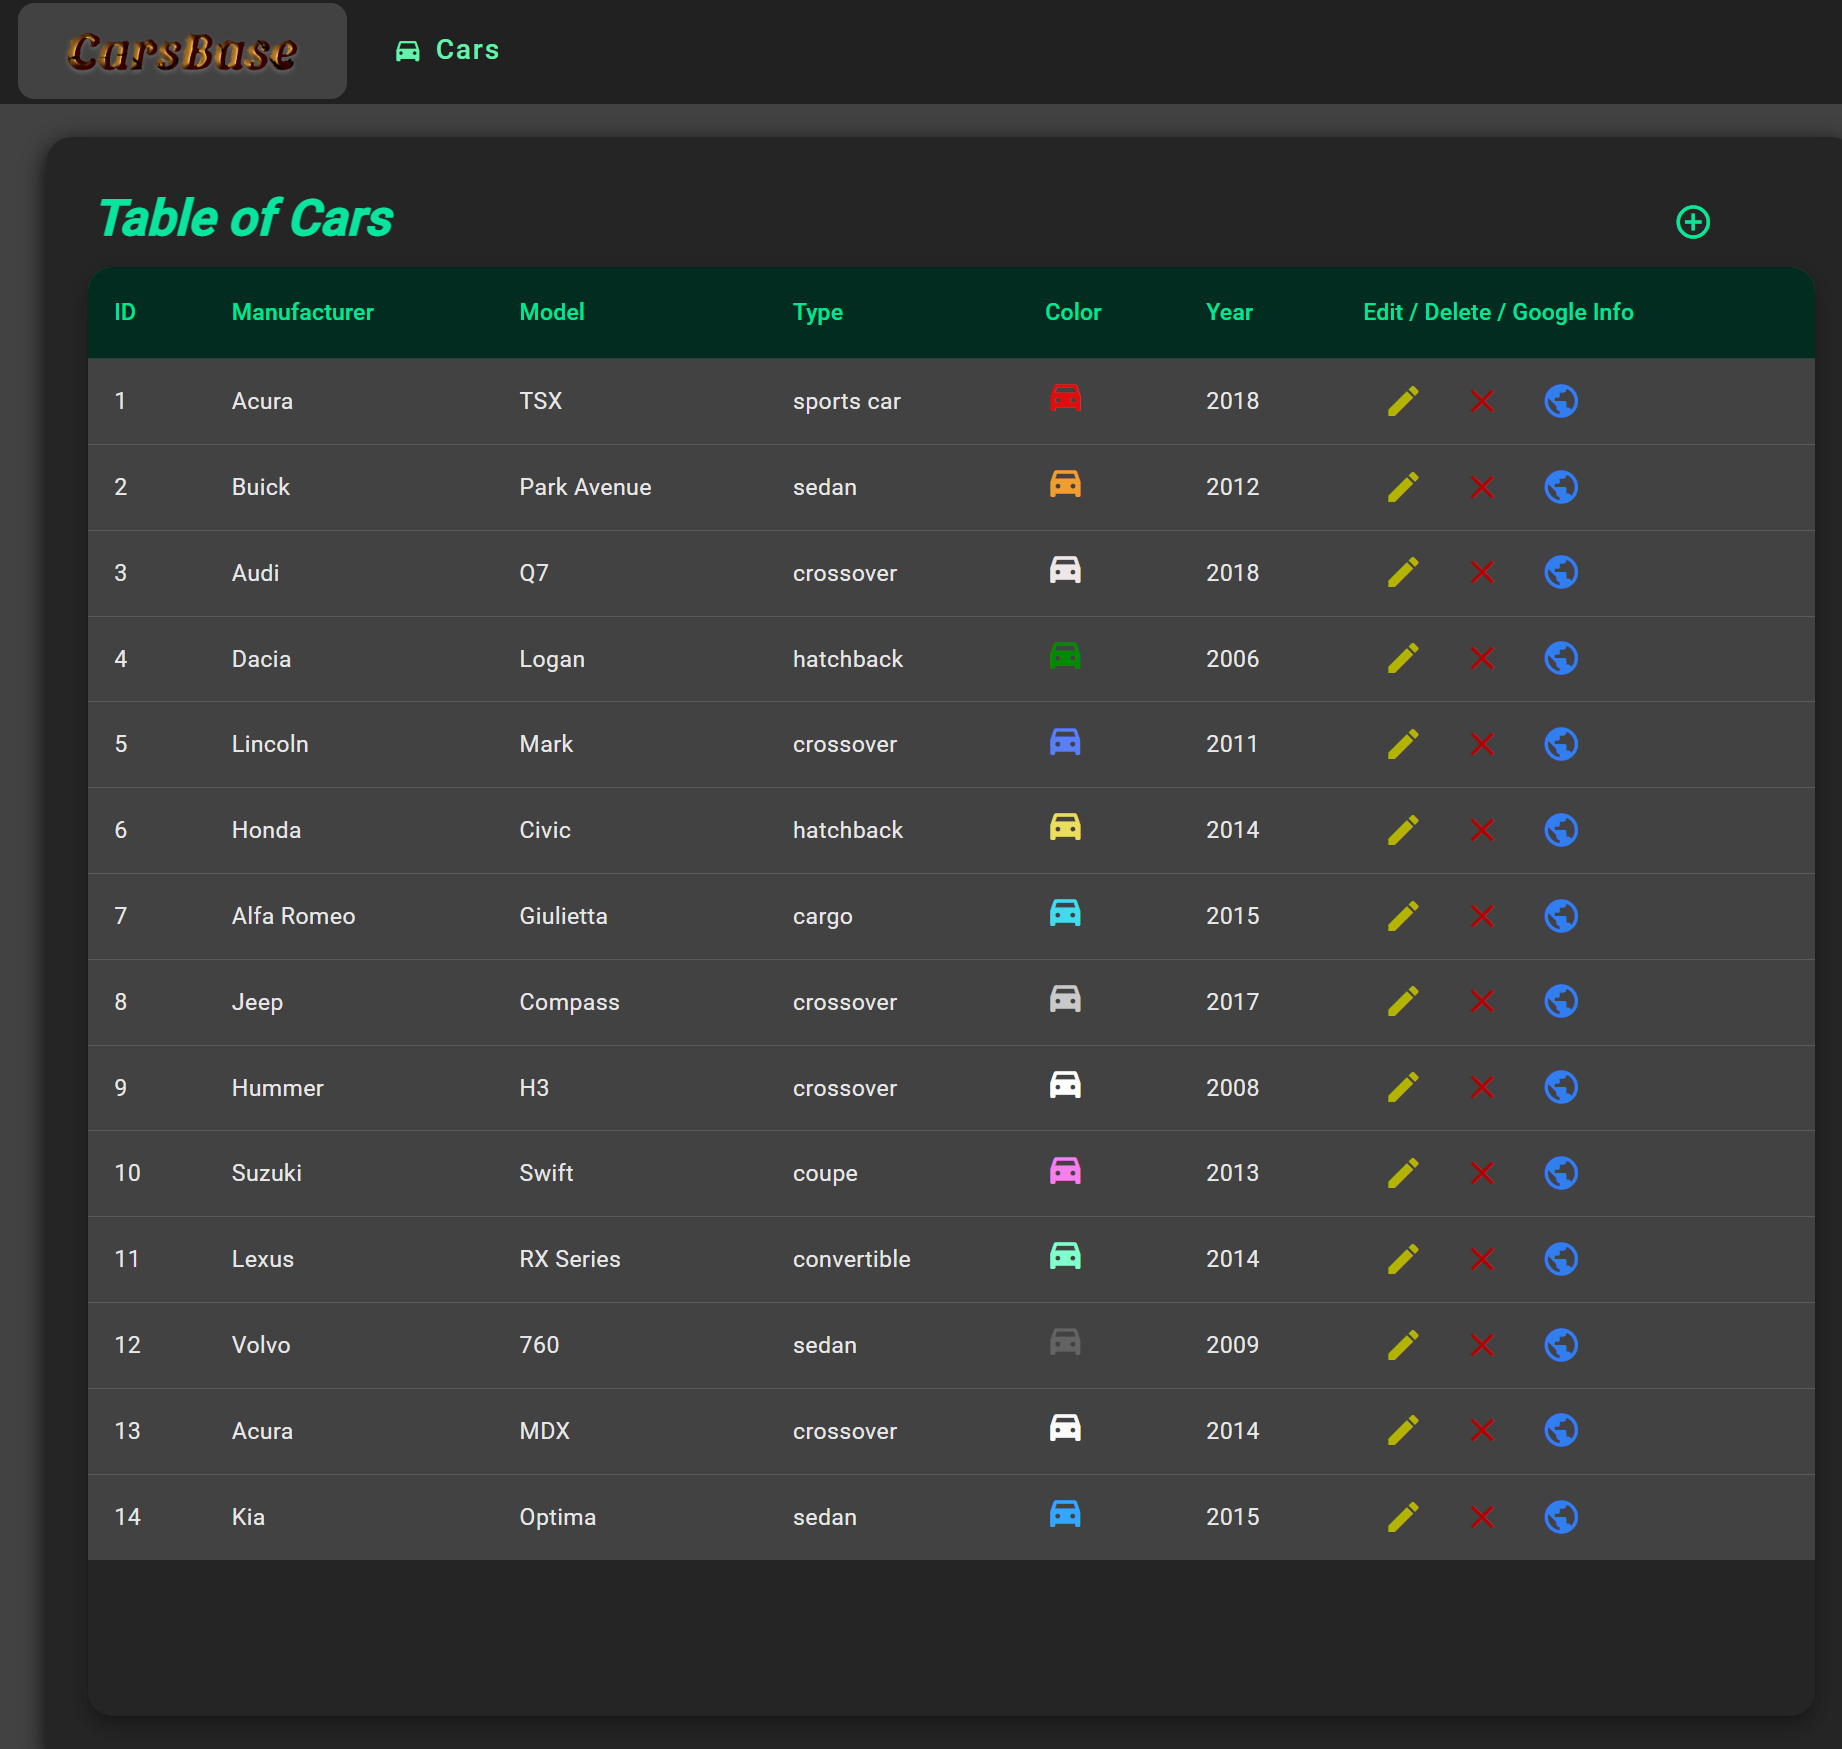 CarsBase
Cars
Table of Cars
ID Manufacturer Model Type Color Year Edit / Delete / Google Info
1 Acura TSX sports car 2018
2 Buick Park Avenue sedan 2012
3 Audi Q7 crossover 2018
4 Dacia Logan hatchback 2006
5 Lincoln Mark crossover 2011
6 Honda Civic hatchback 2014
7 Alfa Romeo Giulietta cargo 2015
8 Jeep Compass crossover 2017
9 Hummer H3 crossover 2008
10 Suzuki Swift coupe 2013
11 Lexus RX Series convertible 2014
12 Volvo 760 sedan 2009
13 Acura MDX crossover 2014
14 Kia Optima sedan 2015